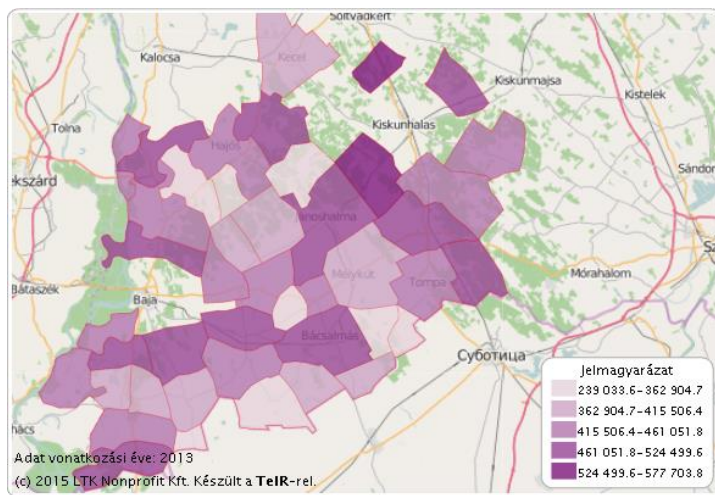 Soltvadkert
Kalocsa
Kecel
Kiskunmajsa
Kistelek
Tolna
Kiskunhalas
Hajós
ekszárd
Sándor
Jánoshalma
Mélykút
Mórahalom
Tompa
Bátaszék
Baja
Bácsalmás
Суботица
hács
Jelmagyarázat
239 033.6-362 904.7
362 904.7-415 506.4
415 506.4-461 051.8
461 051.8-524 499.6
524 499.6-577 703.8
Adat vonatkozási éve: 2013
(c) 2015 LTK Nonprofit Kft. Készült a TeIR-rel.